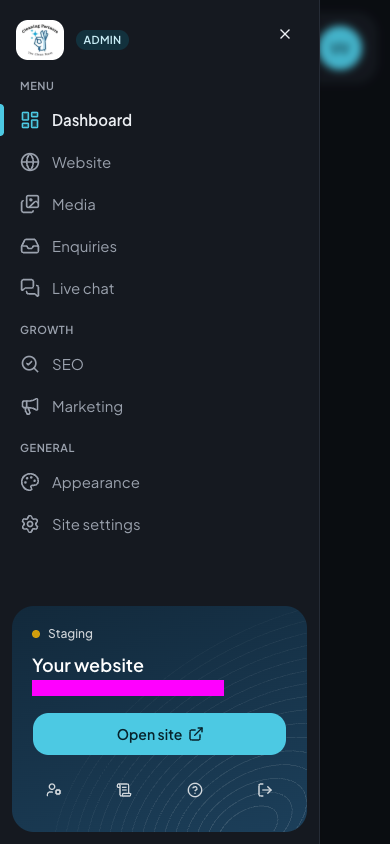 ADMIN
MENU
Dashboard
Website
Media
Enquiries
Live chat
GROWTH
SEO
Marketing
GENERAL
Appearance
Site settings
Staging
Your website
Open site